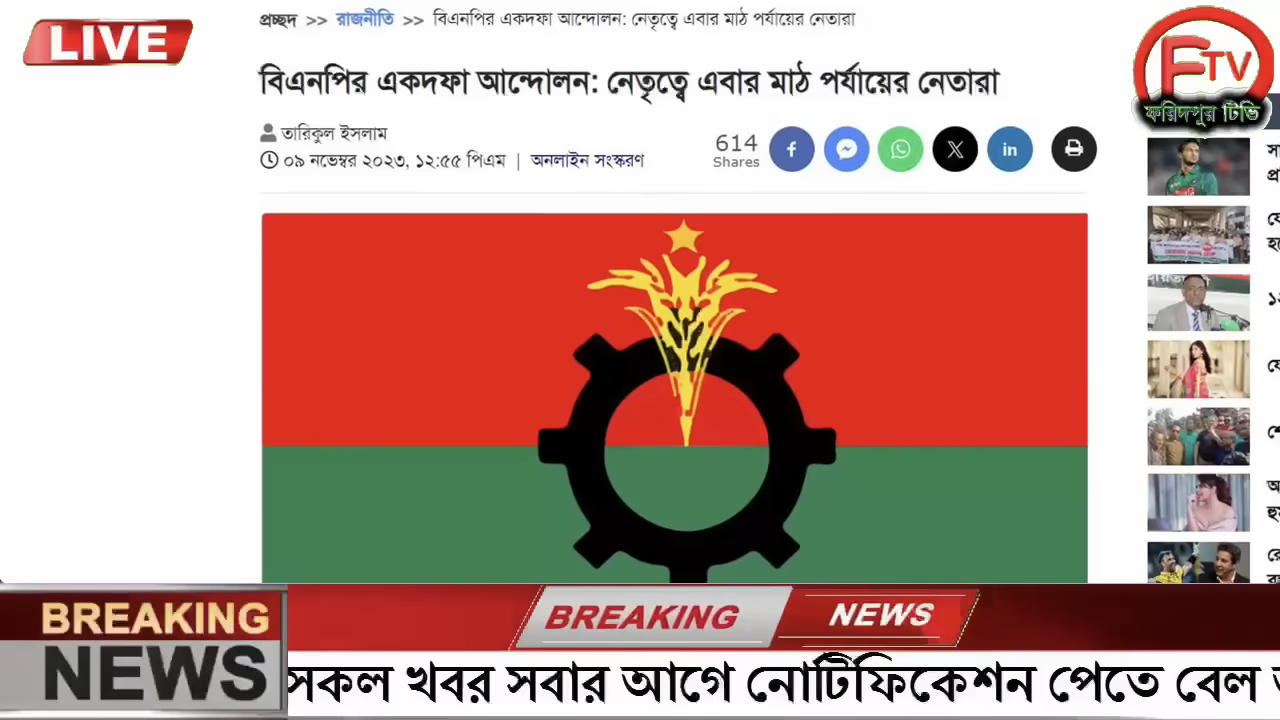 LIVE
প্রচ্ছদ >> রাজনীতি >> বিএনপির একদফা আন্দোলন: নেতৃত্বে এবার মাঠ পর্যায়ের নেতারা
বিএনপির একদফা আন্দোলন: নেতৃত্বে এবার মাঠ পর্যায়ের নেতারা
তারিকুল ইসলাম
০৯ নভেম্বর ২০২৩, ১২:৫৫ পিএম | অনলাইন সংস্করণ
614
Shares
FTV
ফরিদপুর টিভি
BREAKING NEWS
BREAKING
NEWS
সকল খবর সবার আগে নোটিফিকেশন পেতে বেল